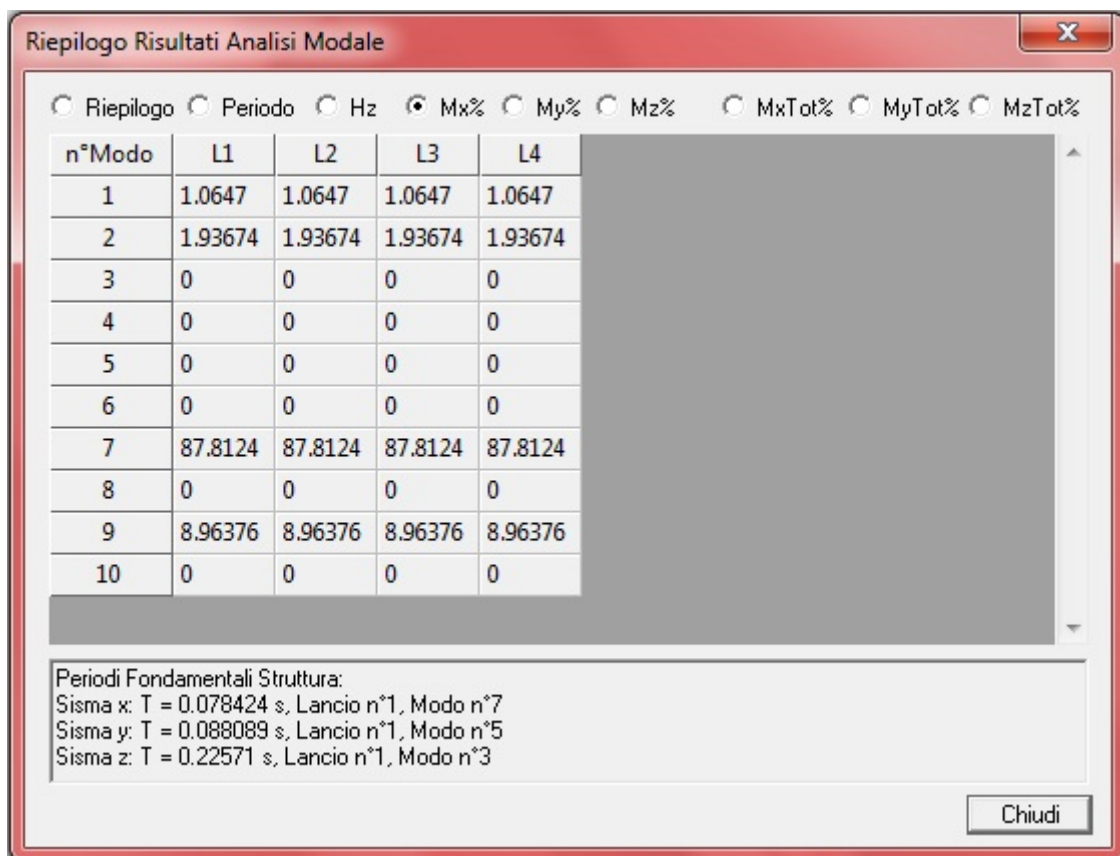 Riepilogo Risultati Analisi Modale
Riepilogo Periodo Hz Mx% My% Mz% MxTot% MyTot% MzTot%
n°Modo L1 L2 L3 L4
1 1.0647 1.0647 1.0647 1.0647
2 1.93674 1.93674 1.93674 1.93674
3 0 0 0 0
4 0 0 0 0
5 0 0 0 0
6 0 0 0 0
7 87.8124 87.8124 87.8124 87.8124
8 0 0 0 0
9 8.96376 8.96376 8.96376 8.96376
10 0 0 0 0
Periodi Fondamentali Struttura:
Sisma x: T = 0.078424 s, Lancio n°1, Modo n°7
Sisma y: T = 0.088089 s, Lancio n°1, Modo n°5
Sisma z: T = 0.22571 s, Lancio n°1, Modo n°3
Chiudi